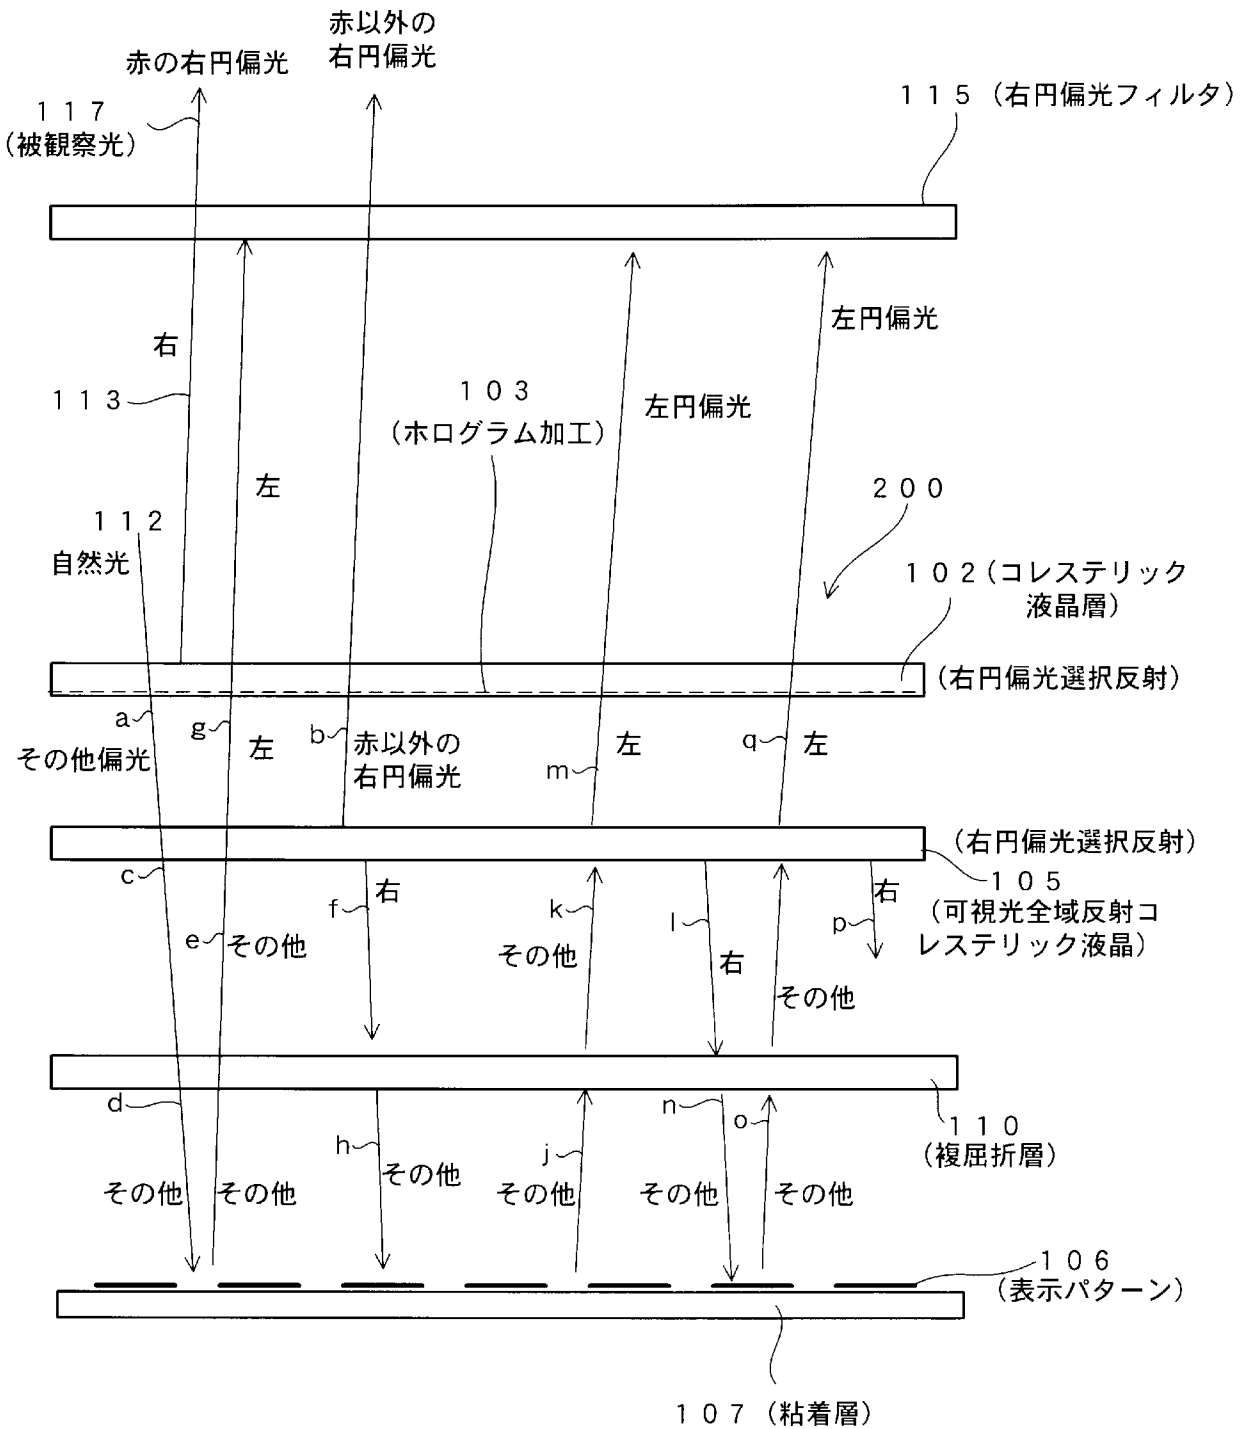 赤以外の
右円偏光
赤の右円偏光
１１７
（被観察光）
１１５（右円偏光フィルタ）
左円偏光
右
１１３
１０３
（ホログラム加工）
左円偏光
左
２００
１１２
自然光
１０２（コレステリック
液晶層）
（右円偏光選択反射）
a
g
b
赤以外の
右円偏光
その他偏光
左
m
左
q
左
（右円偏光選択反射）
１０５
（可視光全域反射コ
レステリック液晶）
c
f
右
k
l
p
右
e
その他
その他
右
その他
d
n
o
１１０
（複屈折層）
h
その他
j
その他
その他
その他
その他
その他
１０６
（表示パターン）
１０７（粘着層）